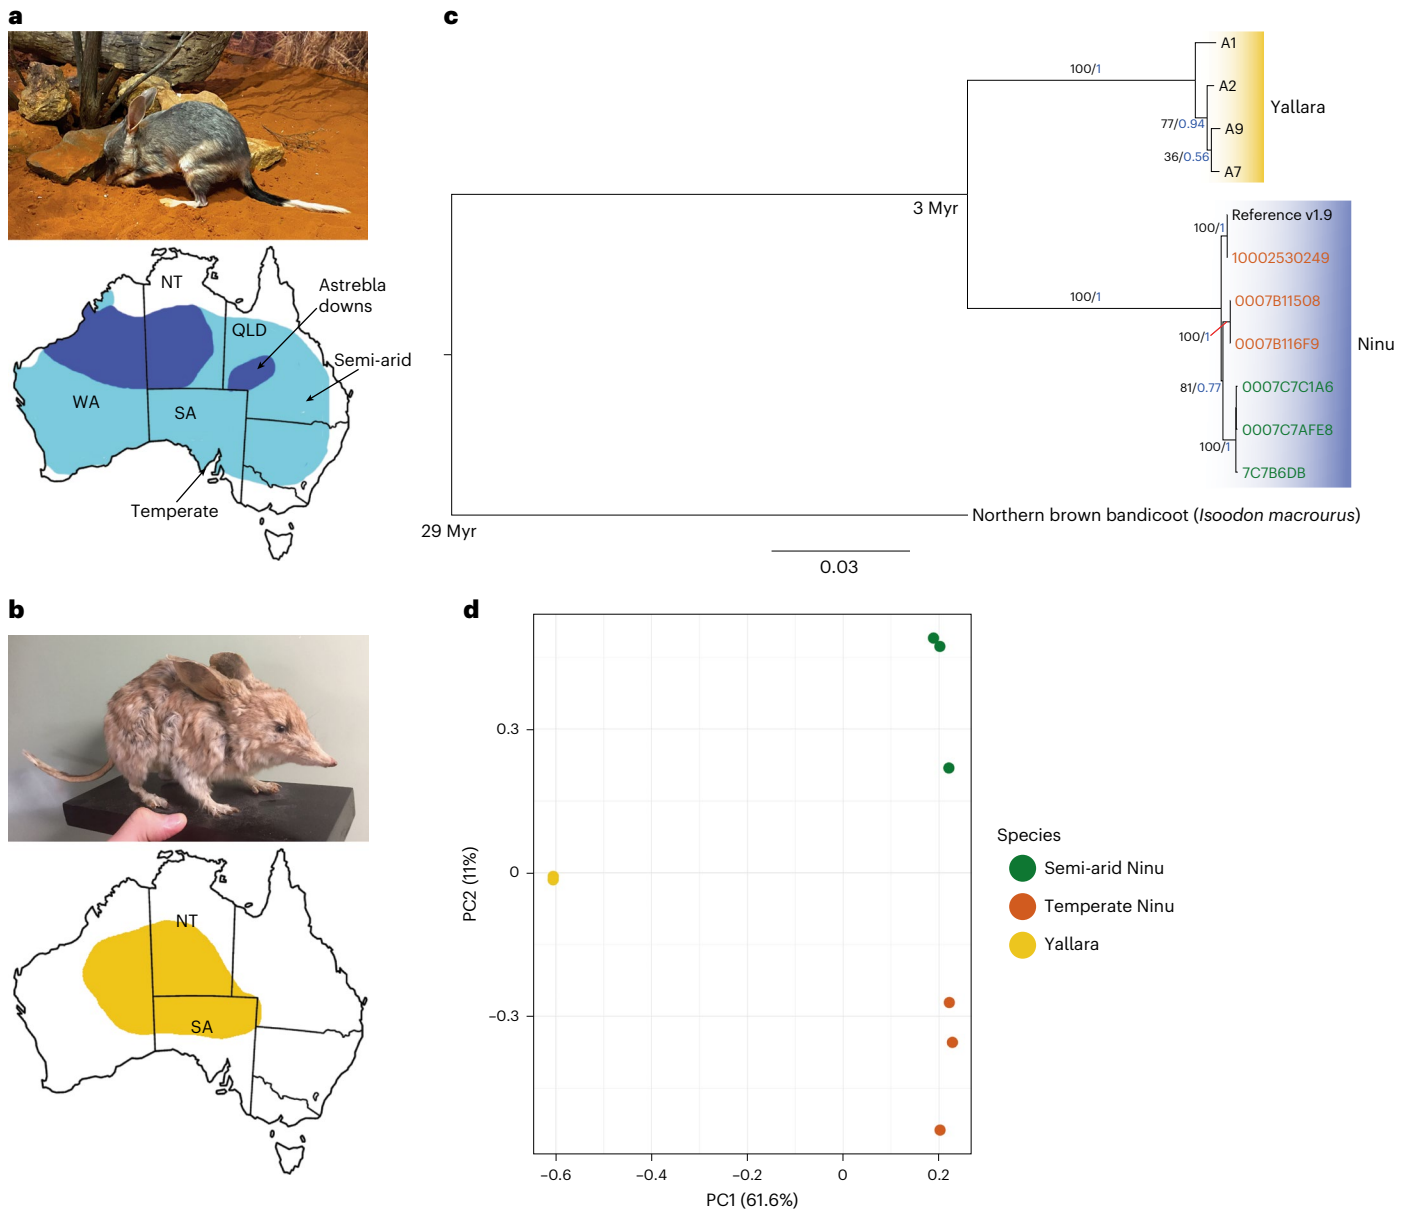 a
NT
Astrebla
downs
QLD
Semi-arid
WA
SA
Temperate
b
NT
SA
c
100/1
A1
A2
77/0.94
A9
36/0.56
A7
Yallara
3 Myr
Reference v1.9
100/1
10002530249
100/1
0007B11508
100/1
0007B116F9
Ninu
81/0.77
0007C7C1A6
0007C7AFE8
100/1
7C7B6DB
Northern brown bandicoot (Isoodon macrourus)
29 Myr
0.03
d
0.3
0
−0.3
PC2 (11%)
−0.6
−0.4
−0.2
0
0.2
PC1 (61.6%)
Species
Semi-arid Ninu
Temperate Ninu
Yallara